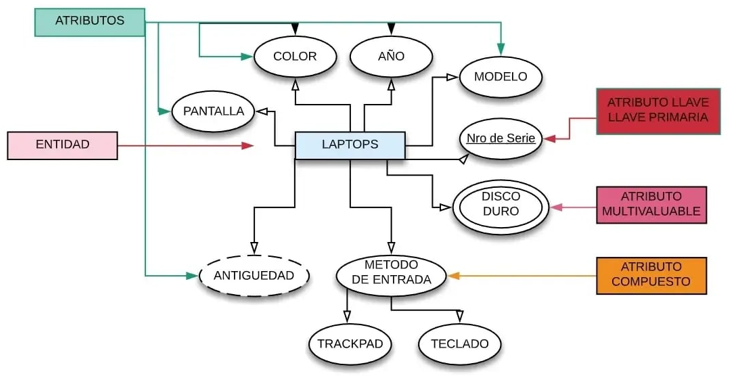 ATRIBUTOS
COLOR
AÑO
MODELO
PANTALLA
ATRIBUTO LLAVE
LLAVE PRIMARIA
ENTIDAD
LAPTOPS
Nro de Serie
DISCO
DURO
ATRIBUTO
MULTIVALUABLE
ANTIGUEDAD
METODO
DE ENTRADA
ATRIBUTO
COMPUESTO
TRACKPAD
TECLADO